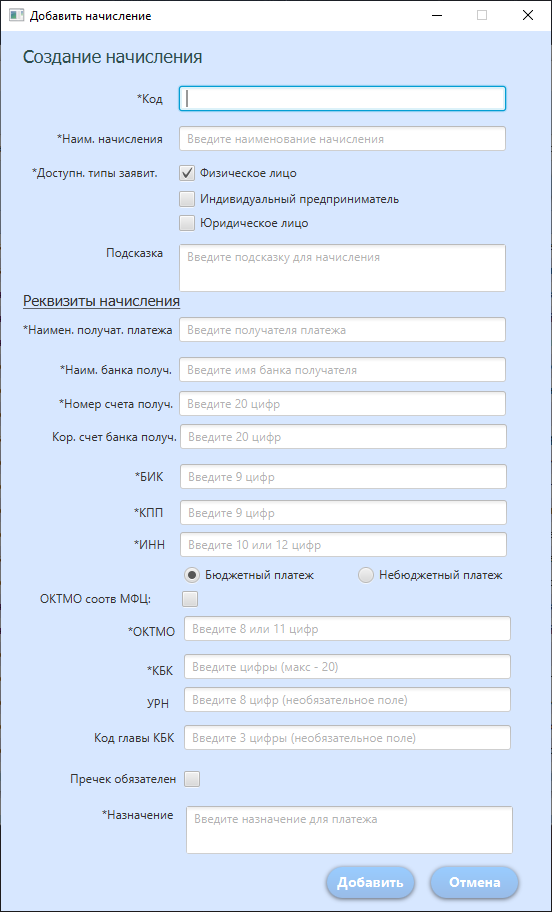 Добавить начисление
Создание начисления
*Код
*Наим. начисления Введите наименование начисления
*Доступн. типы заявит. Физическое лицо
Индивидуальный предприниматель
Юридическое лицо
Подсказка Введите подсказку для начисления
Реквизиты начисления
*Наимен. получат. платежа Введите получателя платежа
*Наим. банка получ. Введите имя банка получателя
*Номер счета получ. Введите 20 цифр
Кор. счет банка получ. Введите 20 цифр
*БИК Введите 9 цифр
*КПП Введите 9 цифр
*ИНН Введите 10 или 12 цифр
Бюджетный платеж Небюджетный платеж
ОКТМО соотв МФЦ:
*ОКТМО Введите 8 или 11 цифр
*КБК Введите цифры (макс - 20)
УРН Введите 8 цифр (необязательное поле)
Код главы КБК Введите 3 цифры (необязательное поле)
Пречек обязателен
*Назначение Введите назначение для платежа
Добавить Отмена